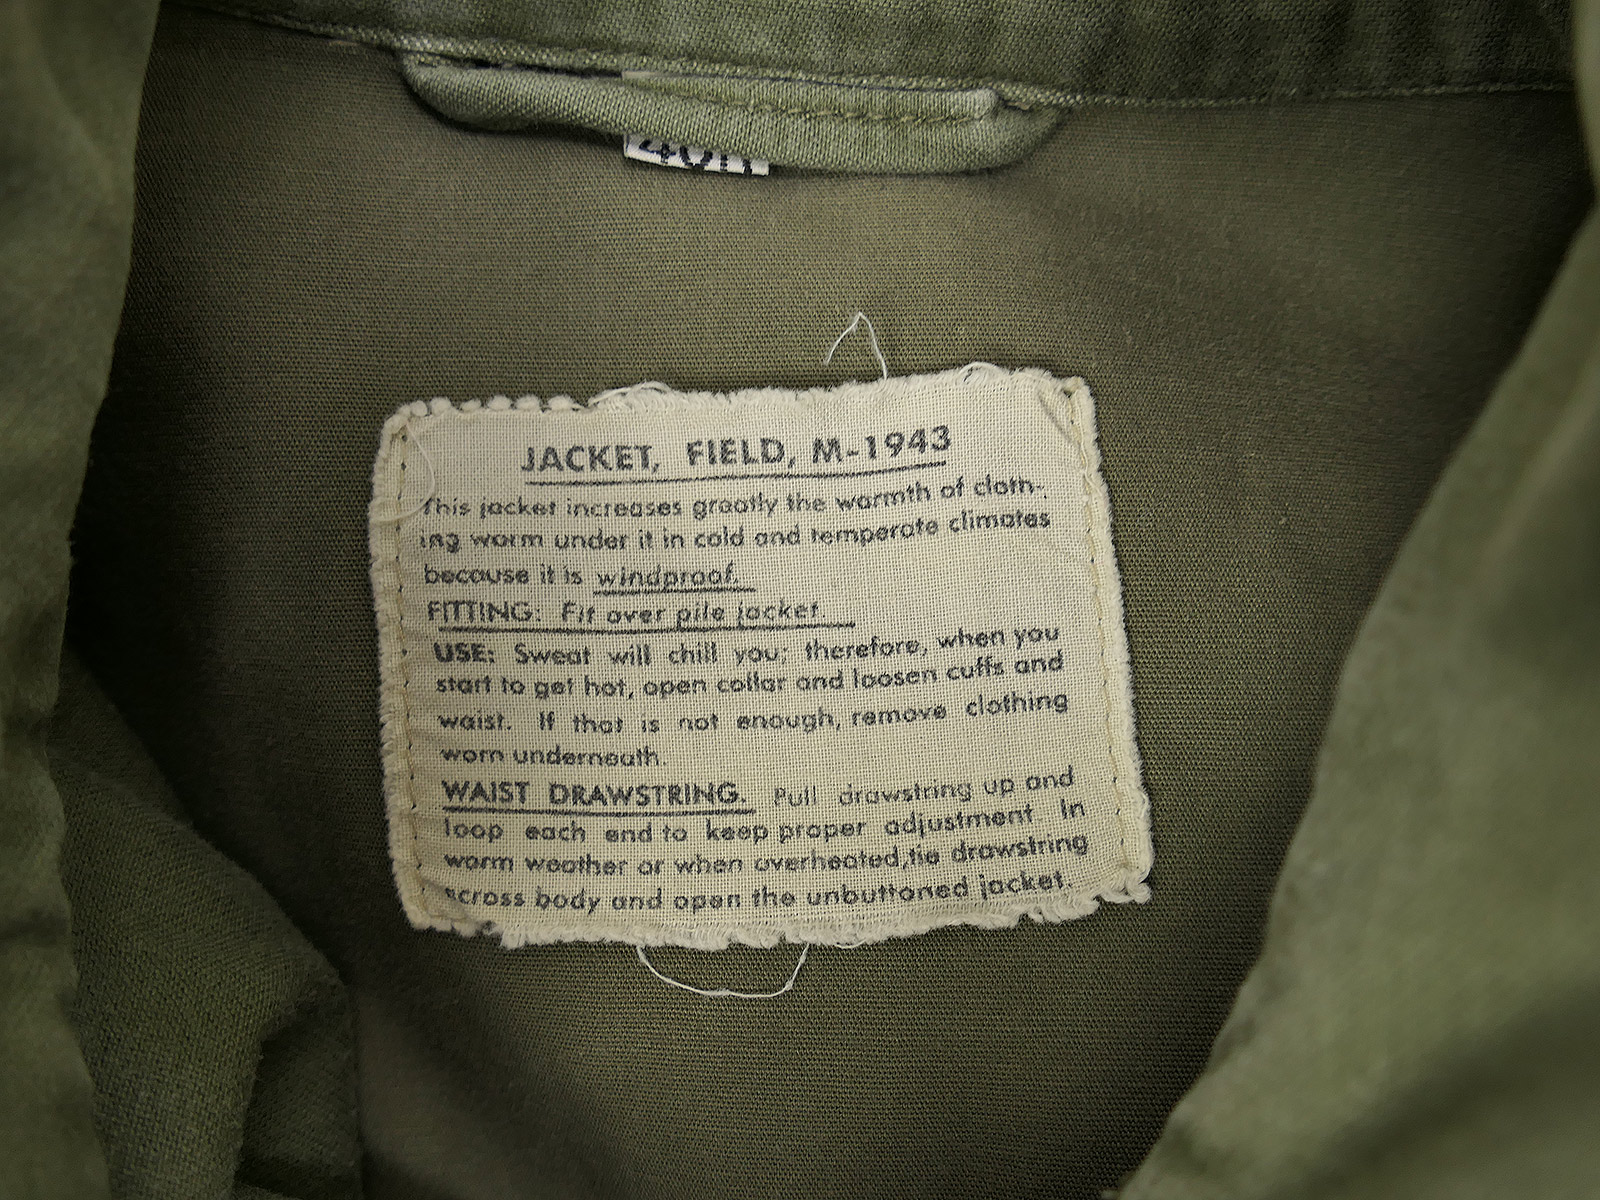 JACKET, FIELD, M-1943
This jacket increases greatly the warmth of cloth-
ing worm under it in cold and temperate climates
because it is windproof.
FITTING: Fit over pile jacket
USE: Sweat will chill you; therefore, when you
start to get hot, open collar and loosen cuffs and
waist. If that is not enough, remove clothing
worn underneath.
WAIST DRAWSTRING. Pull drawstring up and
loop each end to keep proper adjustment. In
warm weather or when overheated, tie drawstring
across body and open the unbuttoned jacket.